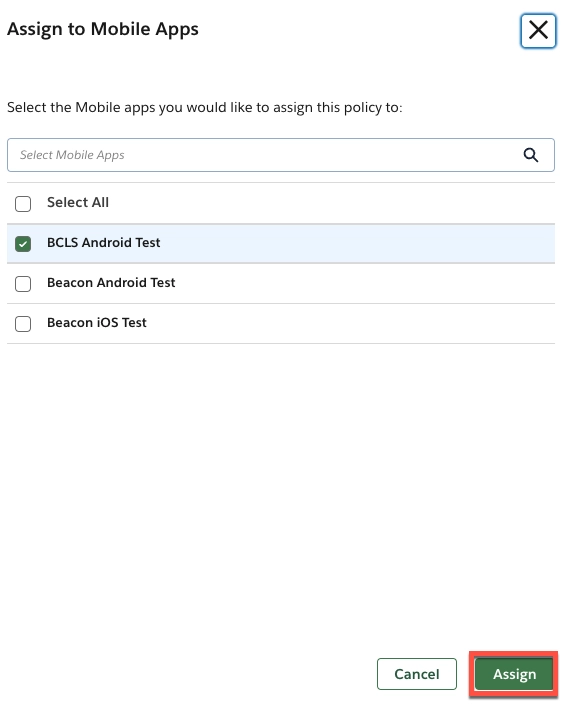 Assign to Mobile Apps
Select the Mobile apps you would like to assign this policy to:
Select Mobile Apps
Select All
BCLS Android Test
Beacon Android Test
Beacon iOS Test
Cancel
Assign